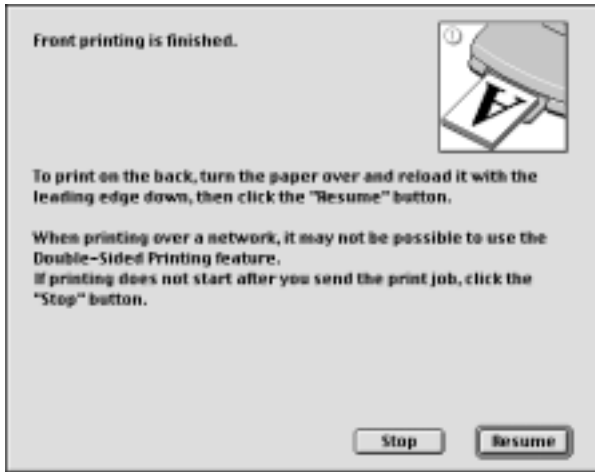 Front printing is finished.
①
A
To print on the back, turn the paper over and reload it with the
leading edge down, then click the "Resume" button.
When printing over a network, it may not be possible to use the
Double-Sided Printing feature.
If printing does not start after you send the print job, click the
"Stop" button.
Stop
Resume